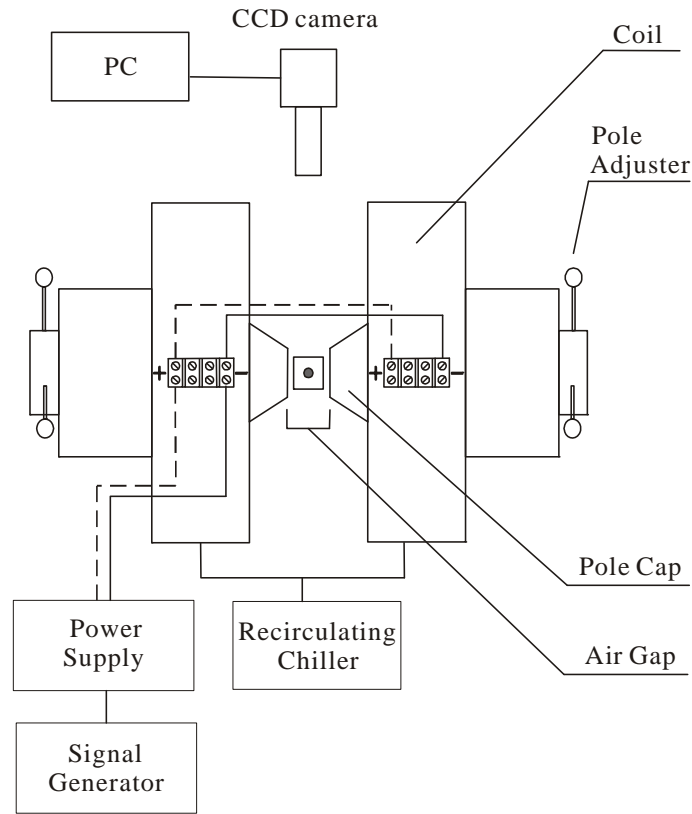 CCD camera
PC
Coil
Pole
Adjuster
+
−
+
−
Pole Cap
Power
Supply
Recirculating
Chiller
Air Gap
Signal
Generator